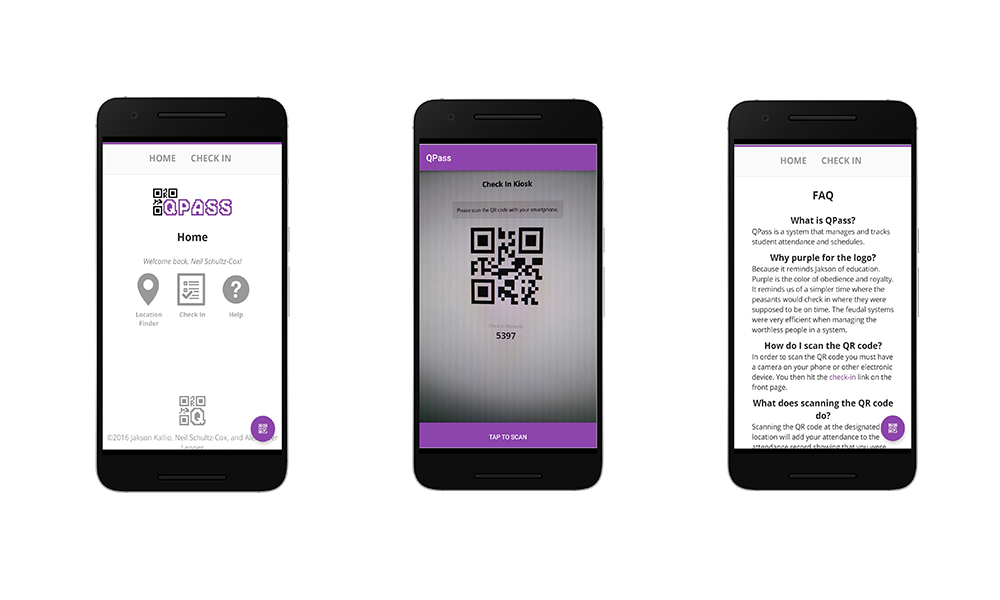 HOME CHECK IN
QPASS
Home
Welcome back, Neil Schultz-Cox!
Location
Finder
Check In
Help
©2016 Jakson Kallio, Neil Schultz-Cox, and
QPass
Check In Kiosk
Please scan the QR code with your smartphone.
Check In Manually
5397
TAP TO SCAN
HOME CHECK IN
FAQ
What is QPass?
QPass is a system that manages and tracks
student attendance and schedules.
Why purple for the logo?
Because it reminds Jakson of education.
Purple is the color of obedience and royalty.
It reminds us of a simpler time where the
peasants would check in where they were
supposed to be on time. The feudal systems
were very efficient when managing the
worthless people in a system.
How do I scan the QR code?
In order to scan the QR code you must have
a camera on your phone or other electronic
device. You then hit the check-in link on the
front page.
What does scanning the QR code
do?
Scanning the QR code at the designated
location will add your attendance to the
attendance record showing that you were